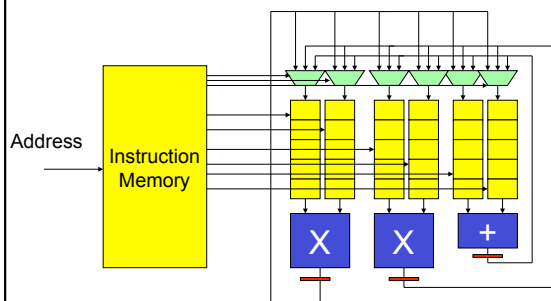 Address
Instruction
Memory
X
X
+